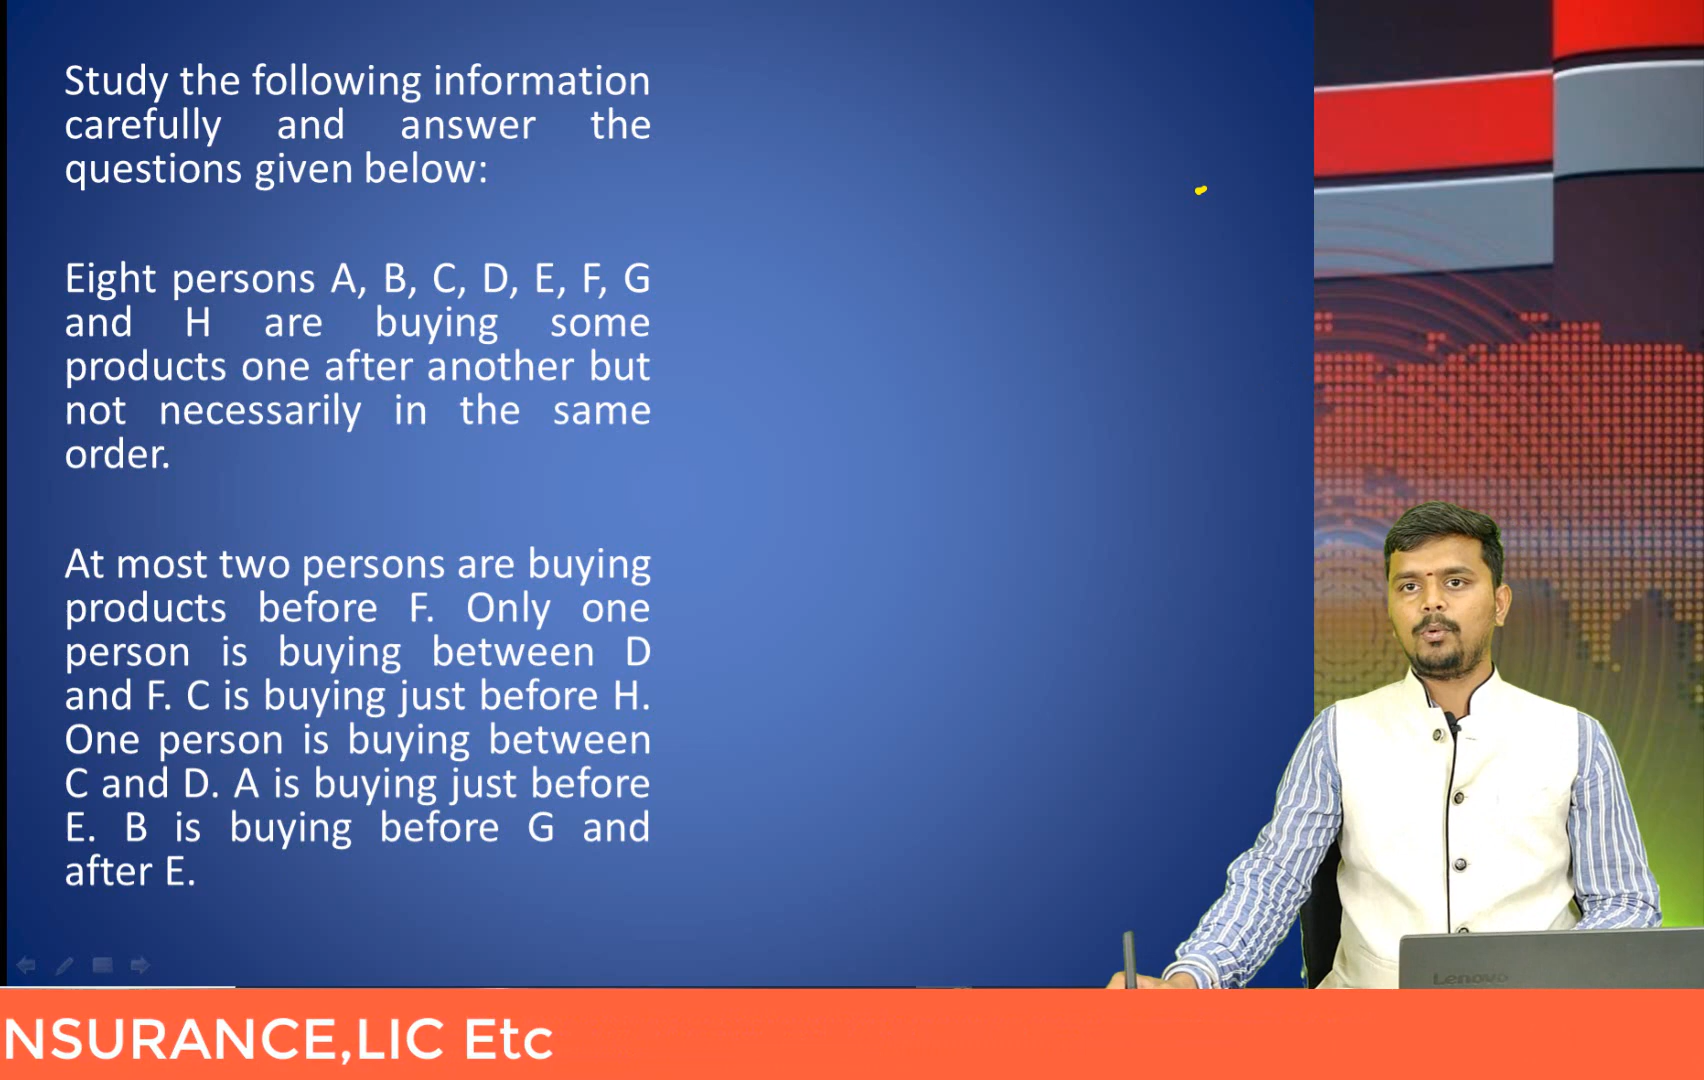 Study the following information
carefully and answer the
questions given below:
Eight persons A, B, C, D, E, F, G
and H are buying some
products one after another but
not necessarily in the same
order.
At most two persons are buying
products before F. Only one
person is buying between D
and F. C is buying just before H.
One person is buying between
C and D. A is buying just before
E. B is buying before G and
after E.
Lenovo
NSURANCE,LIC Etc